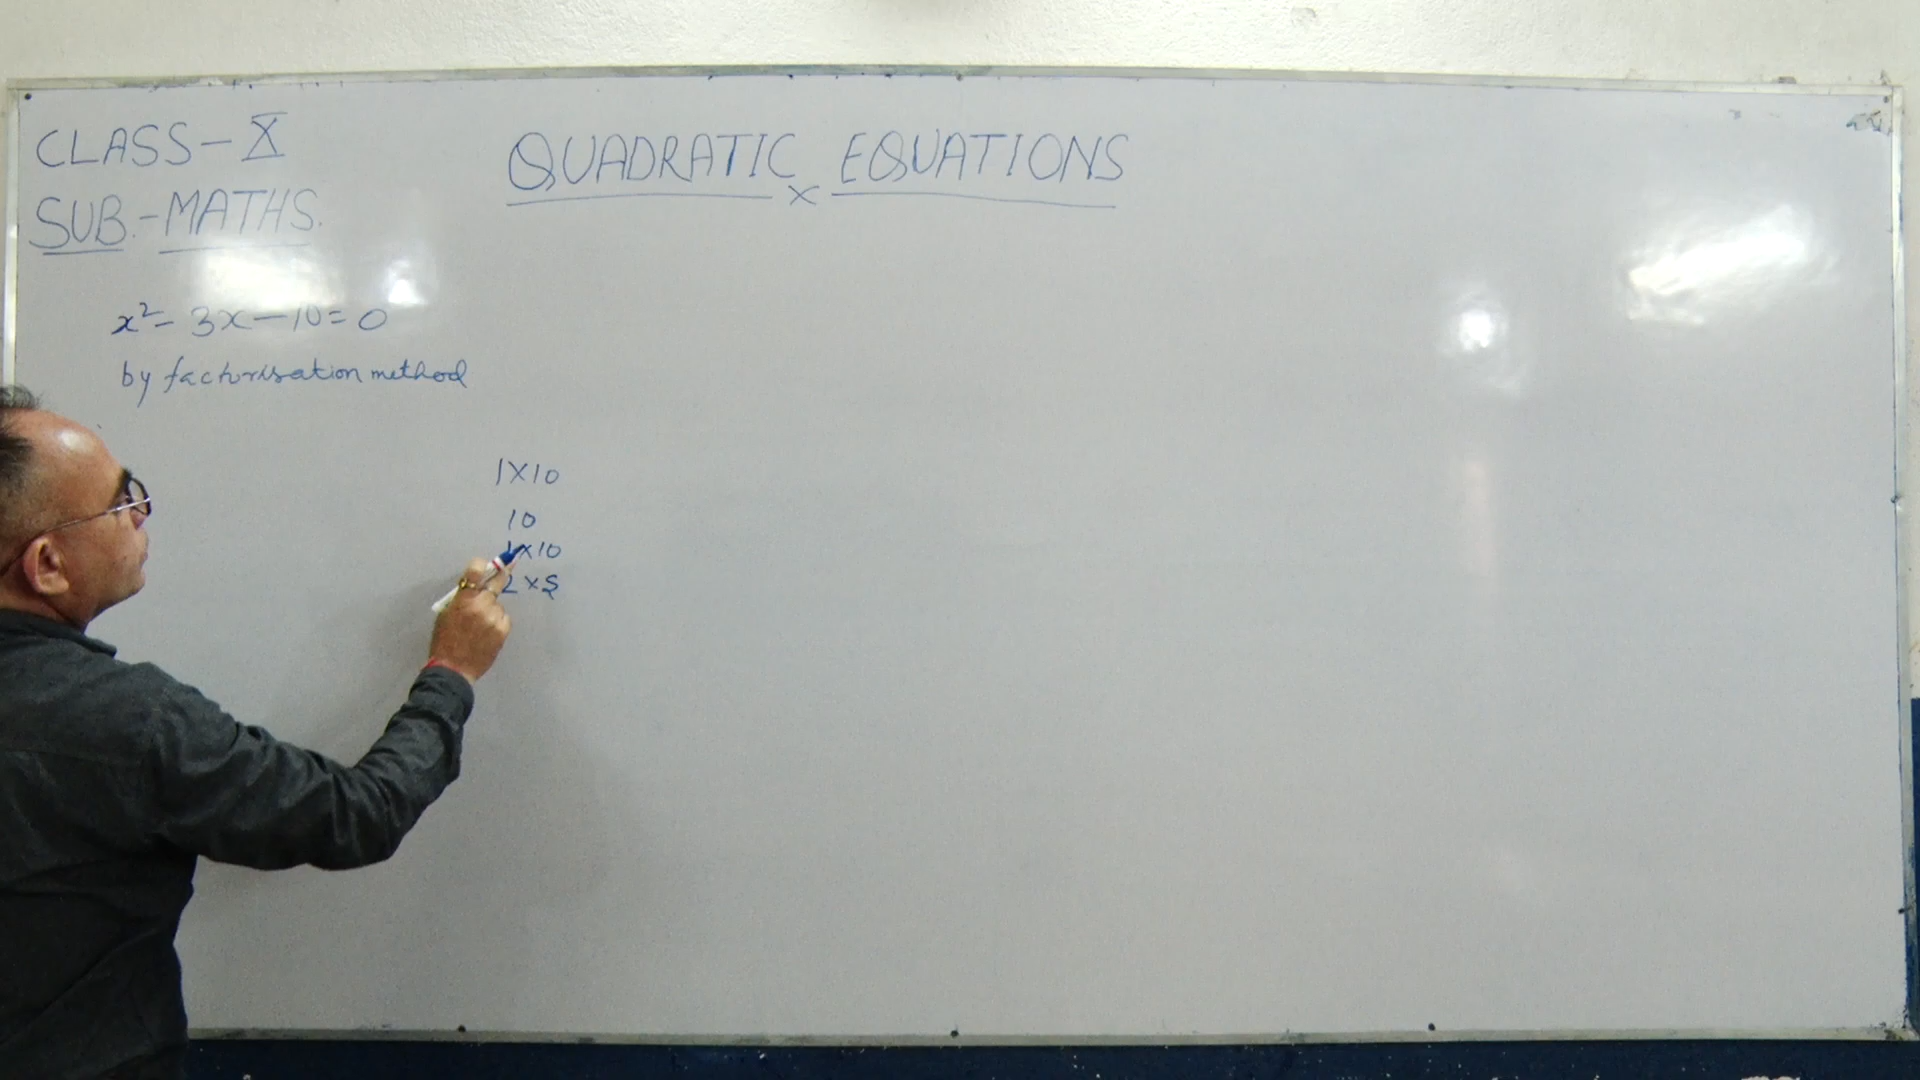 CLASS-X
QUADRATIC EQUATIONS
SUB.-MATHS.
x² - 3x - 10 = 0
by factorisation method
1×10
10
1×10
2×5